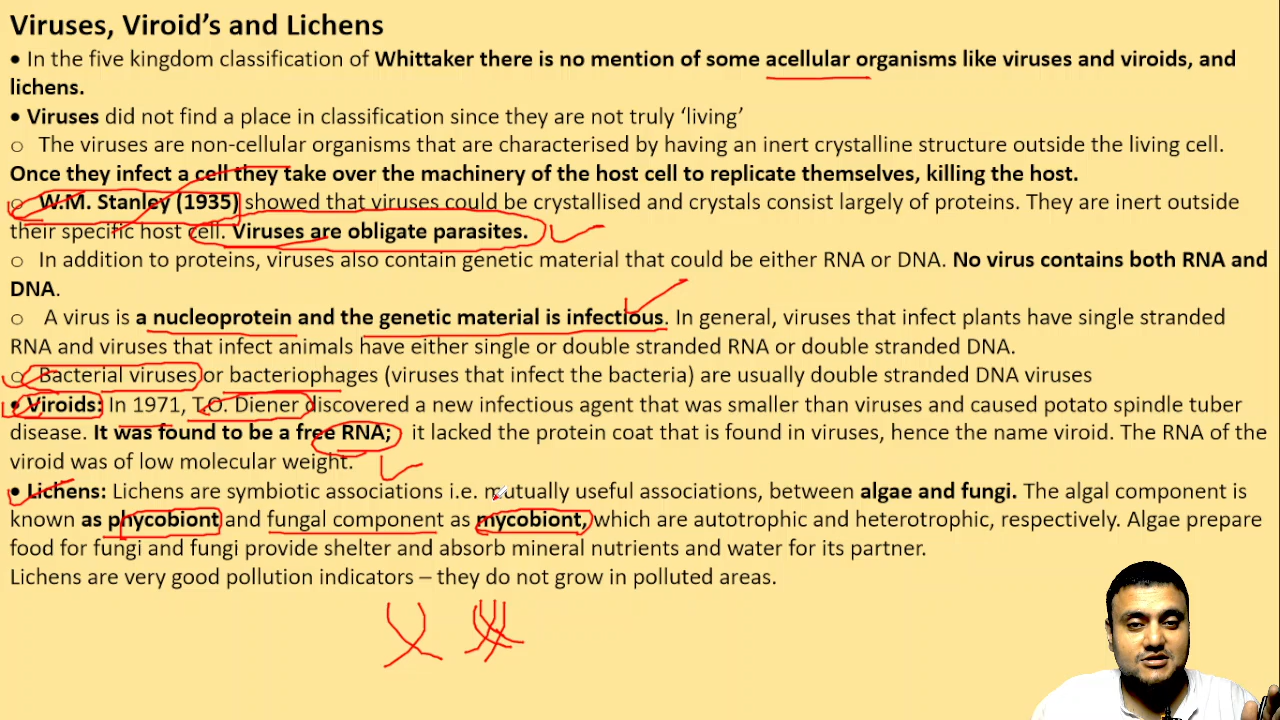 Viruses, Viroid's and Lichens
• In the five kingdom classification of Whittaker there is no mention of some acellular organisms like viruses and viroids, and
lichens.
• Viruses did not find a place in classification since they are not truly ‘living’
o The viruses are non-cellular organisms that are characterised by having an inert crystalline structure outside the living cell.
Once they infect a cell they take over the machinery of the host cell to replicate themselves, killing the host.
o W.M. Stanley (1935) showed that viruses could be crystallised and crystals consist largely of proteins. They are inert outside
their specific host cell. Viruses are obligate parasites.
o In addition to proteins, viruses also contain genetic material that could be either RNA or DNA. No virus contains both RNA and
DNA.
o A virus is a nucleoprotein and the genetic material is infectious. In general, viruses that infect plants have single stranded
RNA and viruses that infect animals have either single or double stranded RNA or double stranded DNA.
o Bacterial viruses or bacteriophages (viruses that infect the bacteria) are usually double stranded DNA viruses
• Viroids: In 1971, T.O. Diener discovered a new infectious agent that was smaller than viruses and caused potato spindle tuber
disease. It was found to be a free RNA; it lacked the protein coat that is found in viruses, hence the name viroid. The RNA of the
viroid was of low molecular weight.
• Lichens: Lichens are symbiotic associations i.e. mutually useful associations, between algae and fungi. The algal component is
known as phycobiont and fungal component as mycobiont, which are autotrophic and heterotrophic, respectively. Algae prepare
food for fungi and fungi provide shelter and absorb mineral nutrients and water for its partner.
Lichens are very good pollution indicators – they do not grow in polluted areas.